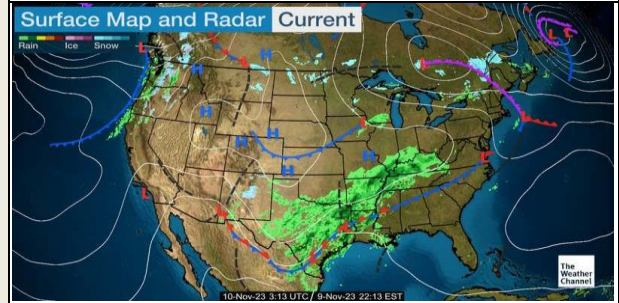 Surface Map and Radar Current
Rain Ice Snow
L H L H L L
H L
H
H L
H H L
H
L L
L
L
The
Weather
Channel
10-Nov-23 3:13 UTC / 9-Nov-23 22:13 EST